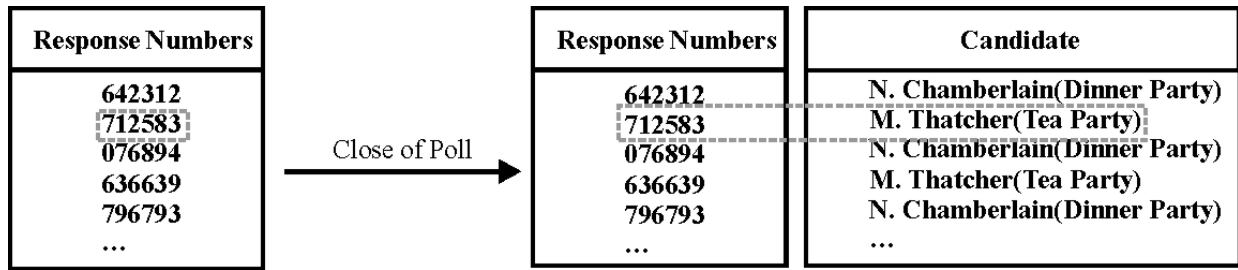 Response Numbers
642312
712583
076894
636639
796793
...
Close of Poll
Response Numbers
642312
712583
076894
636639
796793
...
Candidate
N. Chamberlain(Dinner Party)
M. Thatcher(Tea Party)
N. Chamberlain(Dinner Party)
M. Thatcher(Tea Party)
N. Chamberlain(Dinner Party)
...